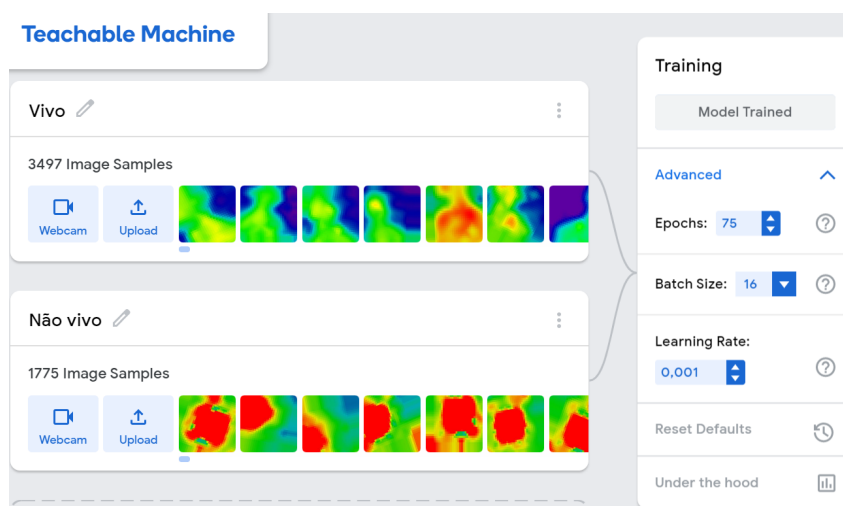 Teachable Machine
Vivo
3497 Image Samples
Webcam
Upload
Não vivo
1775 Image Samples
Webcam
Upload
Training
Model Trained
Advanced
Epochs: 75
Batch Size: 16
Learning Rate:
0,001
Reset Defaults
Under the hood